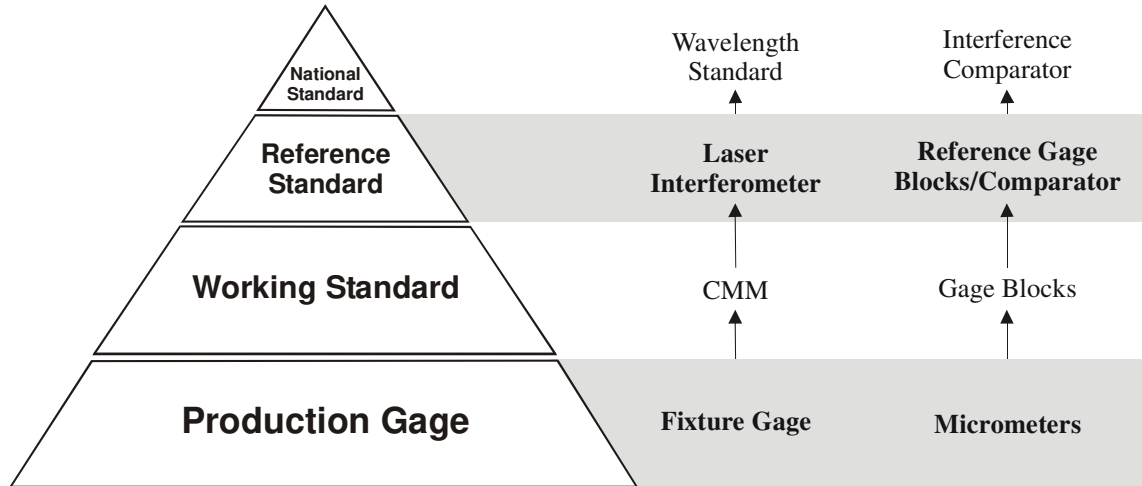 National
Standard
Wavelength
Standard
Interference
Comparator
Reference
Standard
Laser
Interferometer
Reference Gage
Blocks/Comparator
Working Standard
CMM
Gage Blocks
Production Gage
Fixture Gage
Micrometers